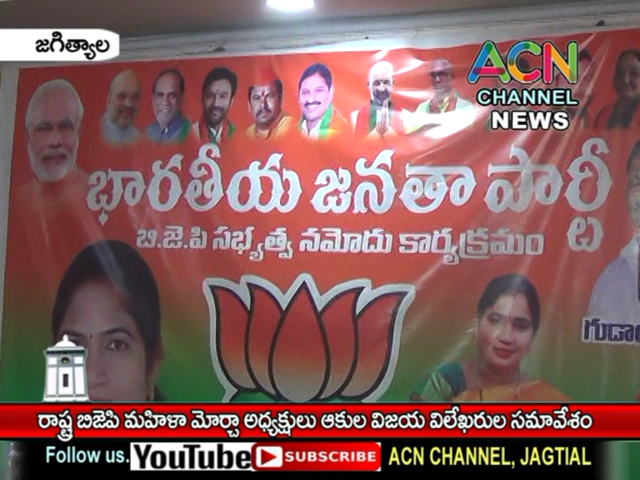 జగిత్యాల
ACN
CHANNEL
NEWS
భారతీయ జనతా పార్టీ
బి.జె.పి సభ్యత్వ నమోదు కార్యక్రమం
రాష్ట్ర బిజెపి మహిళా మోర్చా అధ్యక్షులు ఆకుల విజయ విలేఖరుల సమావేశం
Follow us. YouTube SUBSCRIBE ACN CHANNEL, JAGTIAL